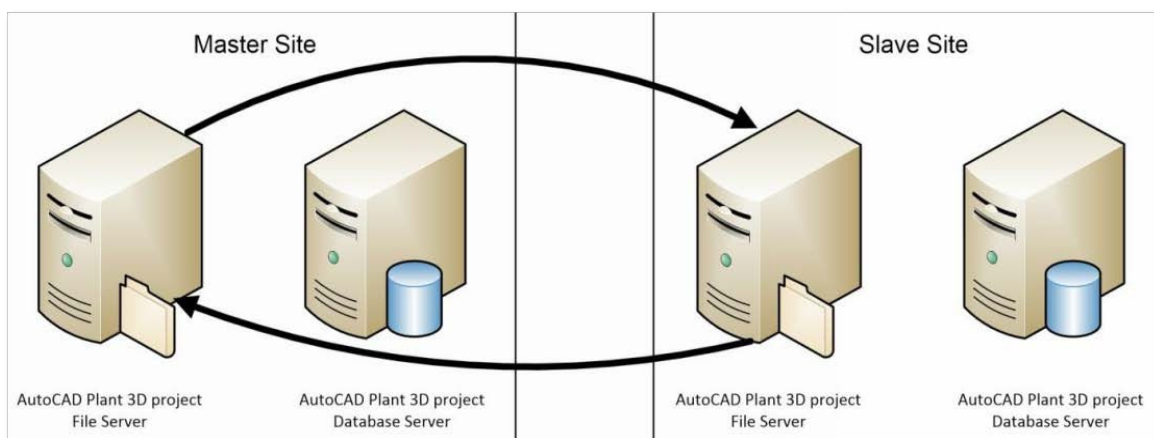 Master Site
Slave Site
AutoCAD Plant 3D project
File Server
AutoCAD Plant 3D project
Database Server
AutoCAD Plant 3D project
File Server
AutoCAD Plant 3D project
Database Server